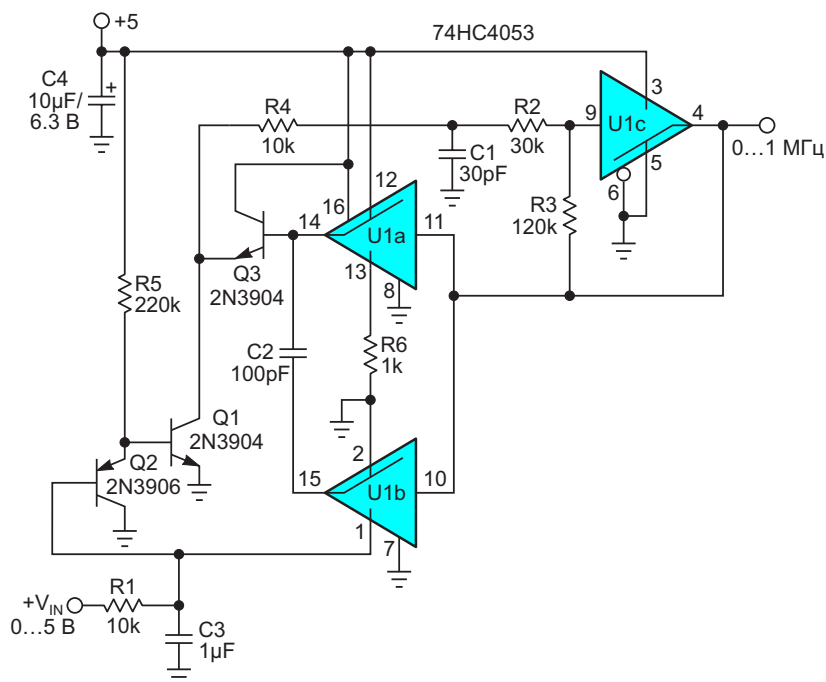 +5
74HC4053
C4
10µF/
6.3 В
+
R4
10k
R2
30k
C1
30pF
9
3
4
U1c
5
6
0…1 МГц
R3
120k
16
12
14
11
U1a
13
8
Q3
2N3904
R5
220k
C2
100pF
R6
1k
Q1
2N3904
Q2
2N3906
2
15
10
U1b
1
7
+VIN
0…5 В
R1
10k
C3
1µF